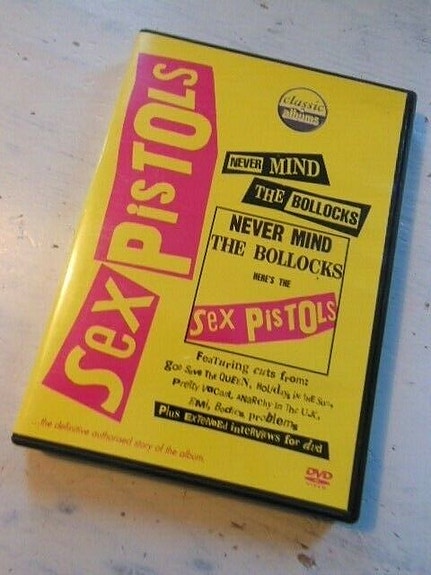 SEX PiSTOLS
classic
albums
NEVER MIND
THE BOLLOCKS
NEVER MIND
THE BOLLOCKS
HERE'S THE
SEX PiSTOLS
FeaTuring cuts from:
god Save The QUEEN, Holidays in the Sun,
Pretty VacanT, ANaRchy in The U.K.,
EMI, Bodies, problems
Plus ExTENdEd interviews for dvd
...the definitive authorised story of the album.
DVD
VIDEO